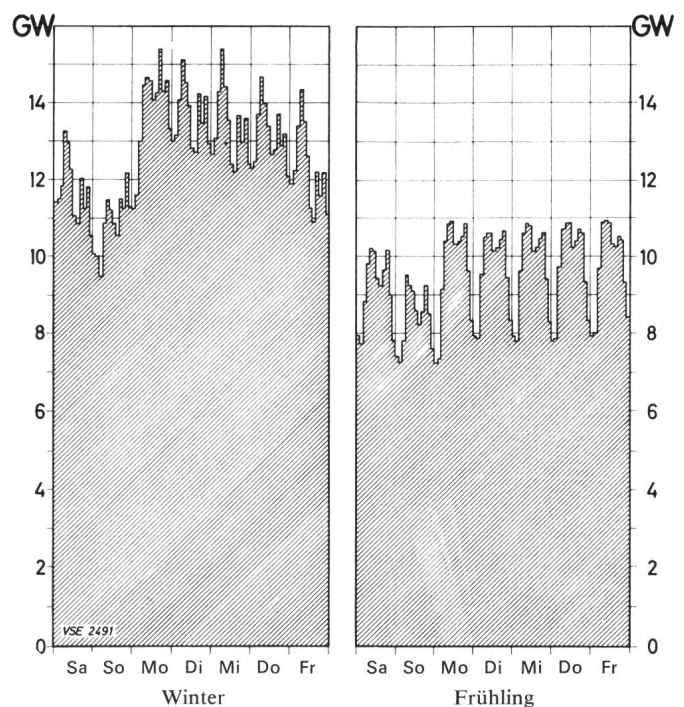 GW GW
14 14
12 12
10 10
8 8
6 6
4 4
2 2
VSE 2491
0 0
Sa So Mo Di Mi Do Fr Sa So Mo Di Mi Do Fr
Winter Frühling